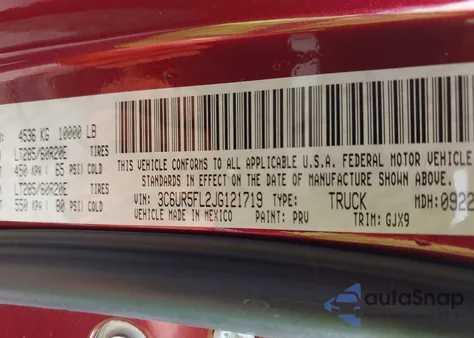 4536 KG 10000 LB
LT285/60R20E TIRES
450 KPA ( 65 PSI) COLD
LT285/60R20E TIRES
550 KPA ( 80 PSI) COLD
THIS VEHICLE CONFORMS TO ALL APPLICABLE U.S.A. FEDERAL MOTOR VEHICLE
STANDARDS IN EFFECT ON THE DATE OF MANUFACTURE SHOWN ABOVE
VIN: 3C6UR5FL2JG121719 TYPE: TRUCK MDH: 0922
VEHICLE MADE IN MEXICO PAINT: PRV TRIM: GJX9
autoSnap